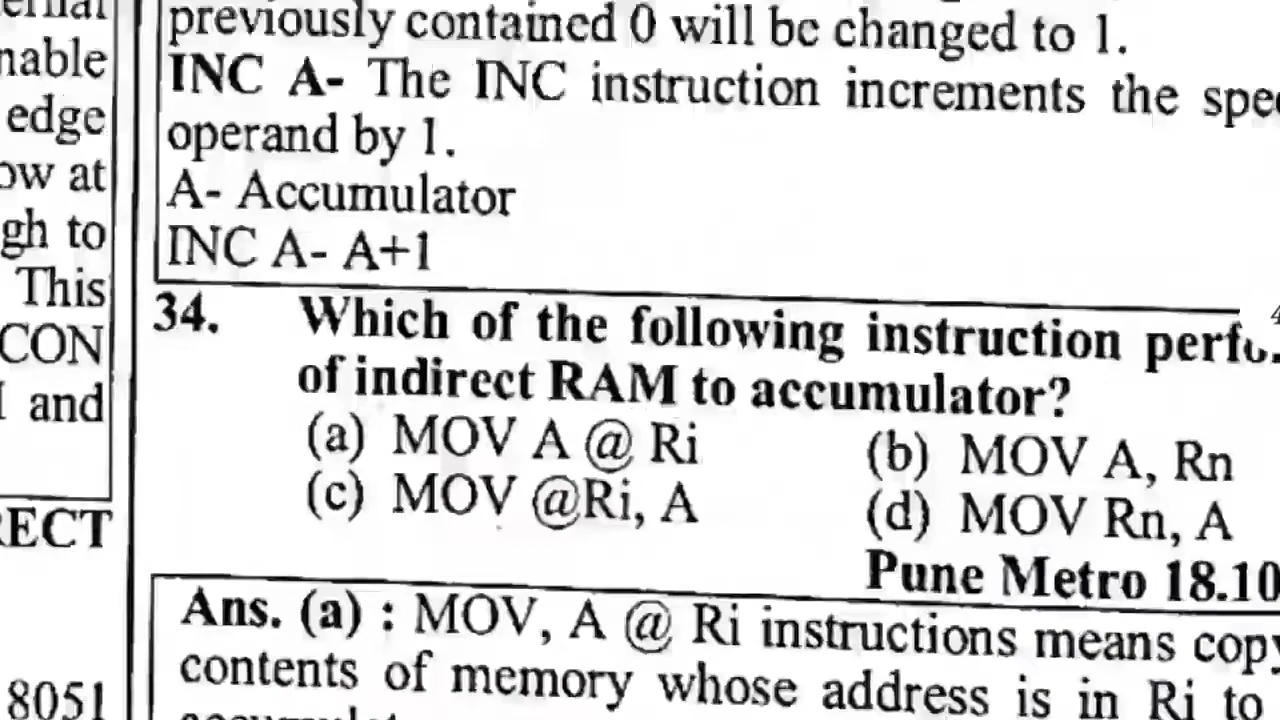 nable
edge
ow at
gh to
This
CON
and
RECT
8051
previously contained 0 will be changed to 1.
INC A- The INC instruction increments the spe
operand by 1.
A- Accumulator
INC A- A+1
34. Which of the following instruction perfo
of indirect RAM to accumulator?
(a) MOV A @ Ri (b) MOV A, Rn
(c) MOV @Ri, A (d) MOV Rn, A
Pune Metro 18.10
Ans. (a) : MOV, A @ Ri instructions means copy
contents of memory whose address is in Ri to